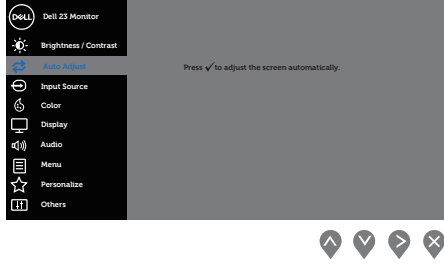 DELL
Dell 23 Monitor
Brightness / Contrast
Auto Adjust
Press ✓ to adjust the screen automatically.
Input Source
Color
Display
Audio
Menu
Personalize
Others